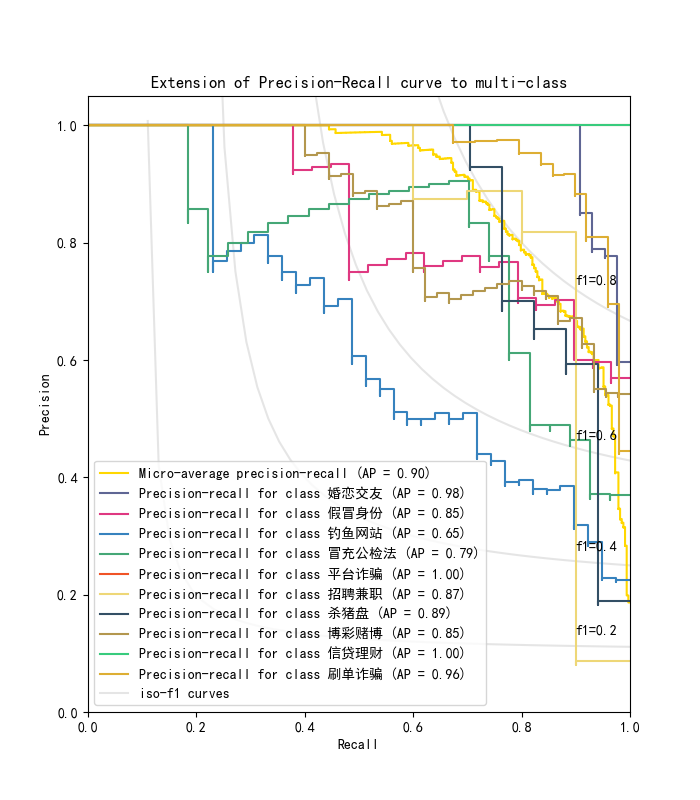 Extension of Precision-Recall curve to multi-class
1.0
0.8
0.6
0.4
0.2
0.0
Precision
f1=0.8
f1=0.6
f1=0.4
f1=0.2
Micro-average precision-recall (AP = 0.90)
Precision-recall for class 婚恋交友 (AP = 0.98)
Precision-recall for class 假冒身份 (AP = 0.85)
Precision-recall for class 钓鱼网站 (AP = 0.65)
Precision-recall for class 冒充公检法 (AP = 0.79)
Precision-recall for class 平台诈骗 (AP = 1.00)
Precision-recall for class 招聘兼职 (AP = 0.87)
Precision-recall for class 杀猪盘 (AP = 0.89)
Precision-recall for class 博彩赌博 (AP = 0.85)
Precision-recall for class 信贷理财 (AP = 1.00)
Precision-recall for class 刷单诈骗 (AP = 0.96)
iso-f1 curves
0.0 0.2 0.4 0.6 0.8 1.0
Recall